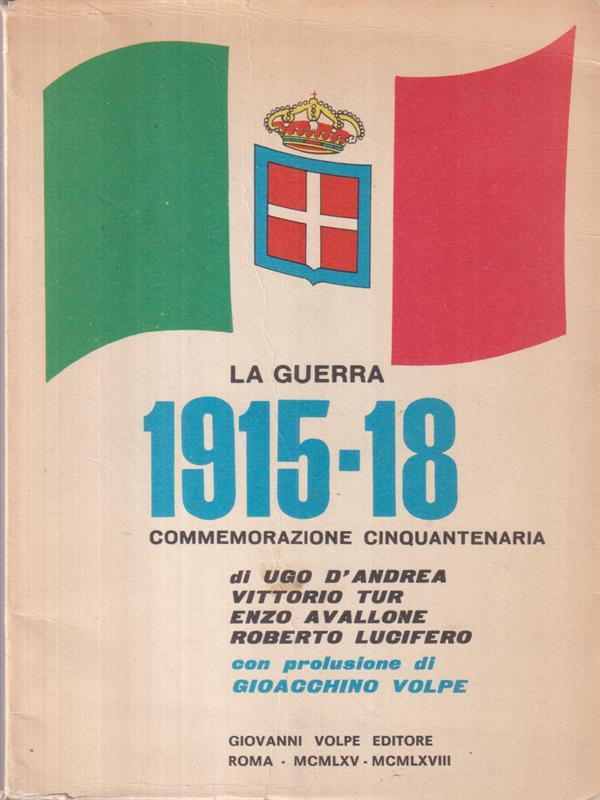 LA GUERRA
1915-18
COMMEMORAZIONE CINQUANTENARIA
di UGO D'ANDREA
VITTORIO TUR
ENZO AVALLONE
ROBERTO LUCIFERO
con prolusione di
GIOACCHINO VOLPE
GIOVANNI VOLPE EDITORE
ROMA - MCMLXV - MCMLXVIII